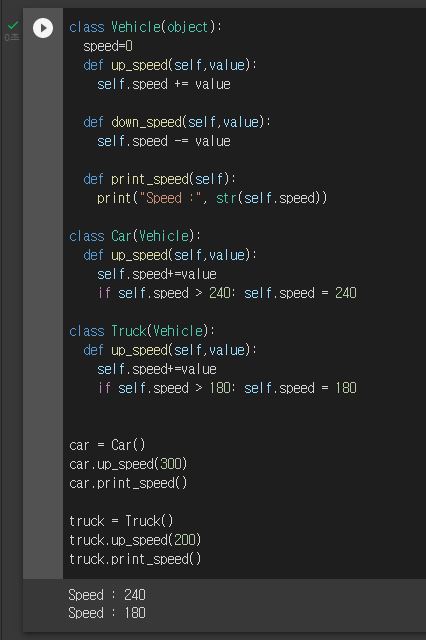 class Vehicle(object):
  speed=0
  def up_speed(self,value):
    self.speed += value

  def down_speed(self,value):
    self.speed -= value

  def print_speed(self):
    print("Speed :", str(self.speed))

class Car(Vehicle):
  def up_speed(self,value):
    self.speed+=value
    if self.speed > 240: self.speed = 240

class Truck(Vehicle):
  def up_speed(self,value):
    self.speed+=value
    if self.speed > 180: self.speed = 180

car = Car()
car.up_speed(300)
car.print_speed()

truck = Truck()
truck.up_speed(200)
truck.print_speed()

Speed : 240
Speed : 180